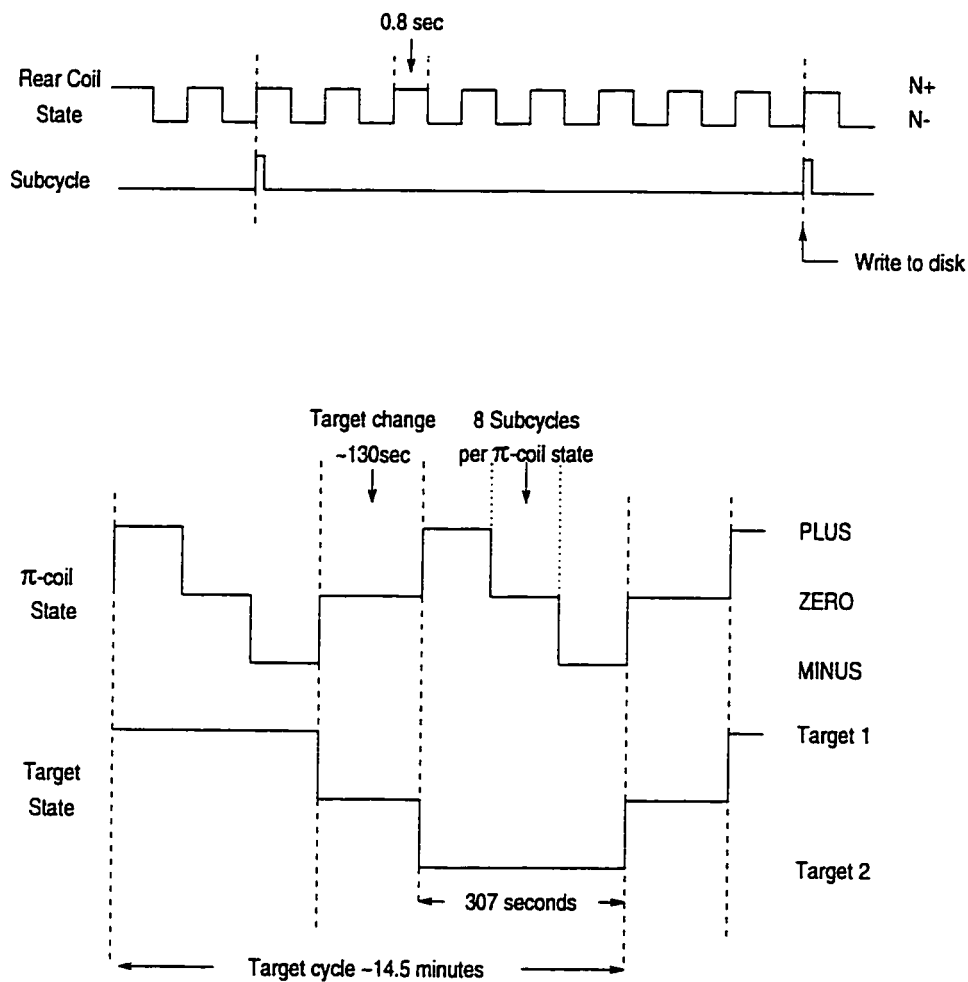 0.8 sec
Rear Coil
State
N+
N-
Subcycle
Write to disk
Target change
~130sec
8 Subcycles
per π-coil state
π-coil
State
PLUS
ZERO
MINUS
Target
State
Target 1
Target 2
307 seconds
Target cycle ~14.5 minutes